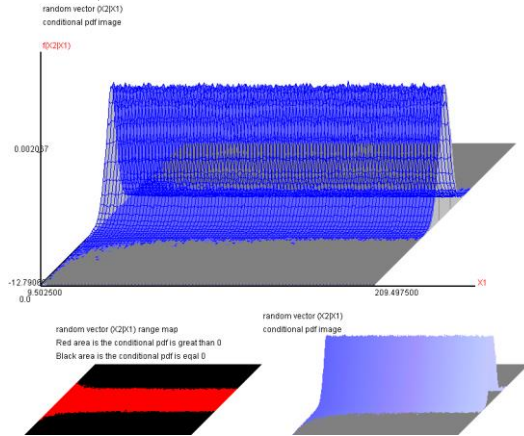 random vector (X2|X1)
conditional pdf image
f(X2|X1)
0.002057
-12.7906
9.502500
0.0
209.497500
X1
random vector (X2|X1) range map
Red area is the conditional pdf is great than 0
Black area is the conditional pdf is eqal 0
random vector (X2|X1)
conditional pdf image